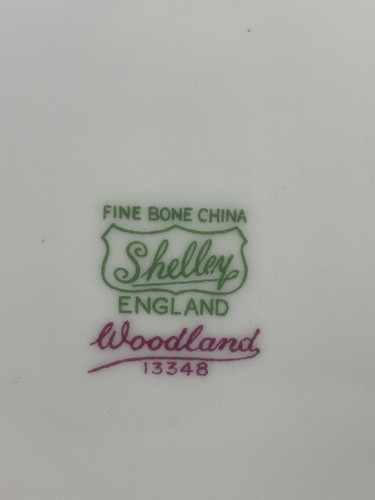 FINE BONE CHINA
Shelley
ENGLAND
Woodland
13348